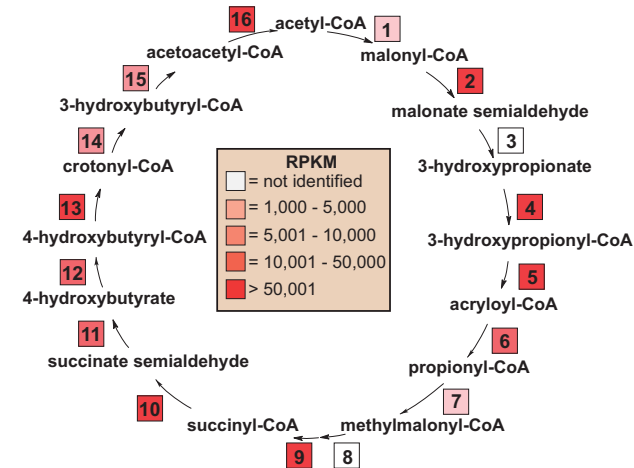 16
acetyl-CoA
1
acetoacetyl-CoA
malonyl-CoA
15
2
3-hydroxybutyryl-CoA
malonate semialdehyde
14
3
crotonyl-CoA
3-hydroxypropionate
RPKM
= not identified
= 1,000 - 5,000
= 5,001 - 10,000
= 10,001 - 50,000
> 50,001
13
4
4-hydroxybutyryl-CoA
3-hydroxypropionyl-CoA
12
5
4-hydroxybutyrate
acryloyl-CoA
11
6
succinate semialdehyde
propionyl-CoA
10
7
succinyl-CoA
methylmalonyl-CoA
9
8